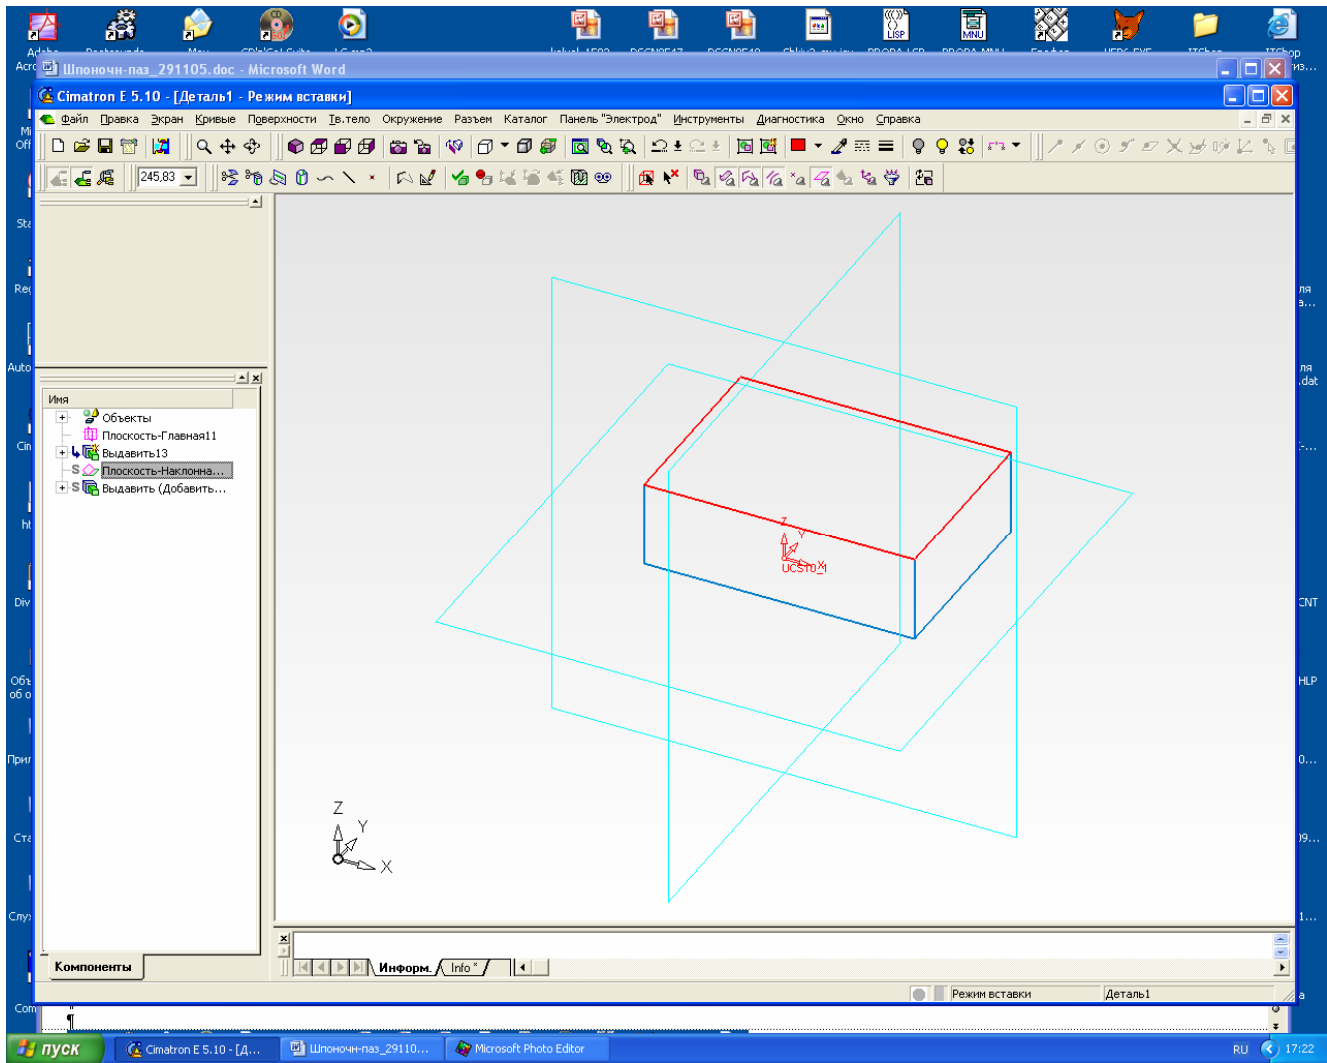 Шпоночн-паз_291105.doc - Microsoft Word
Cimatron E 5.10 - [Деталь1 - Режим вставки]
Файл Правка Экран Кривые Поверхности Тв.тело Окружение Разъем Каталог Панель "Электрод" Инструменты Диагностика Окно Справка
245,83
Имя
Объекты
Плоскость-Главная11
Выдавить13
Плоскость-Наклонна...
Выдавить (Добавить...
Z
Y
X
UCS10_1
Z
Y
X
Компоненты
Информ. Info *
Режим вставки Деталь1
пуск Cimatron E 5.10 - [Д... Шпоночн-паз_29110... Microsoft Photo Editor RU 17:22